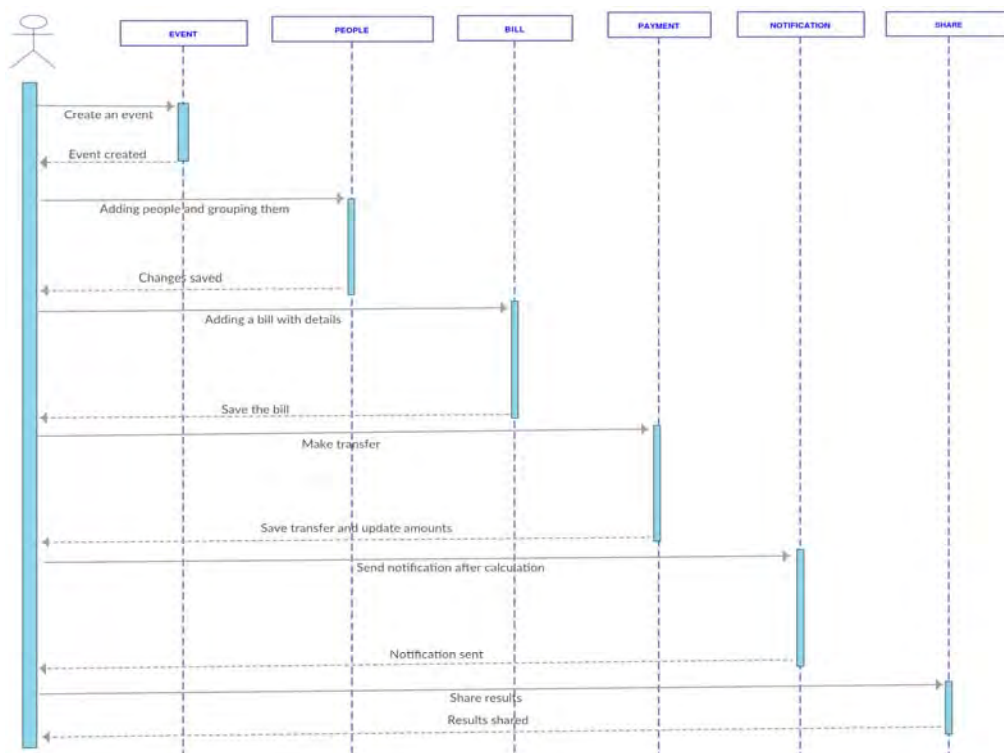 EVENT
PEOPLE
BILL
PAYMENT
NOTIFICATION
SHARE
Create an event
Event created
Adding people and grouping them
Changes saved
Adding a bill with details
Save the bill
Make transfer
Save transfer and update amounts
Send notification after calculation
Notification sent
Share results
Results shared